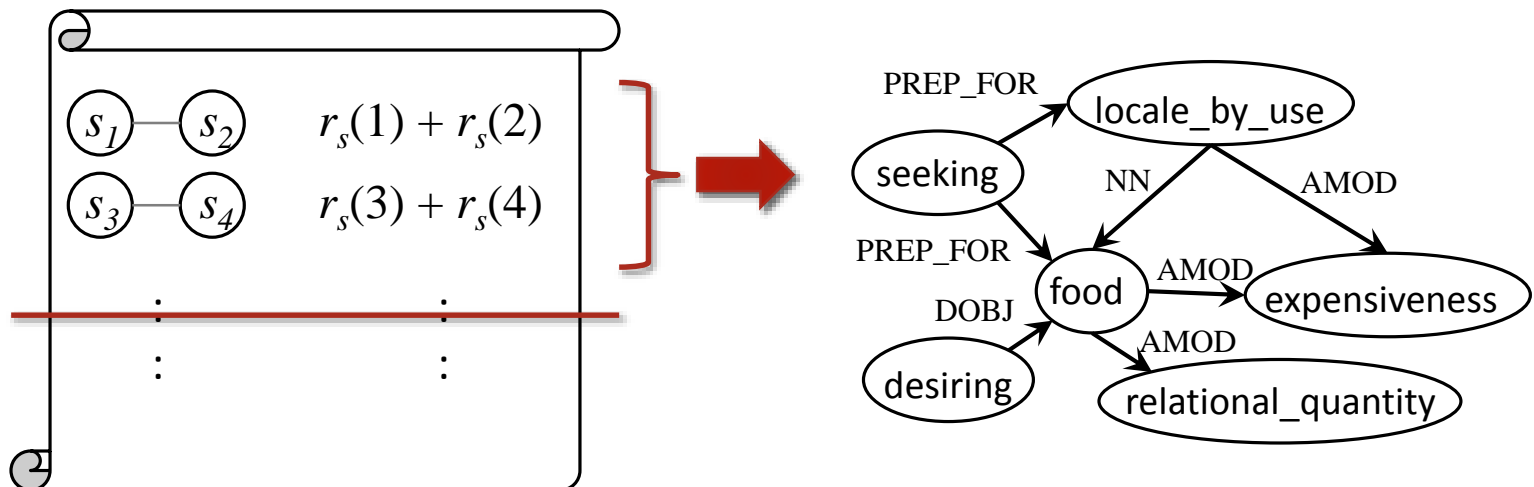 s₁ s₂ rₛ(1) + rₛ(2)
s₃ s₄ rₛ(3) + rₛ(4)
: :
: :
PREP_FOR
locale_by_use
seeking
NN
AMOD
PREP_FOR
food
AMOD
expensiveness
DOBJ
AMOD
desiring
relational_quantity